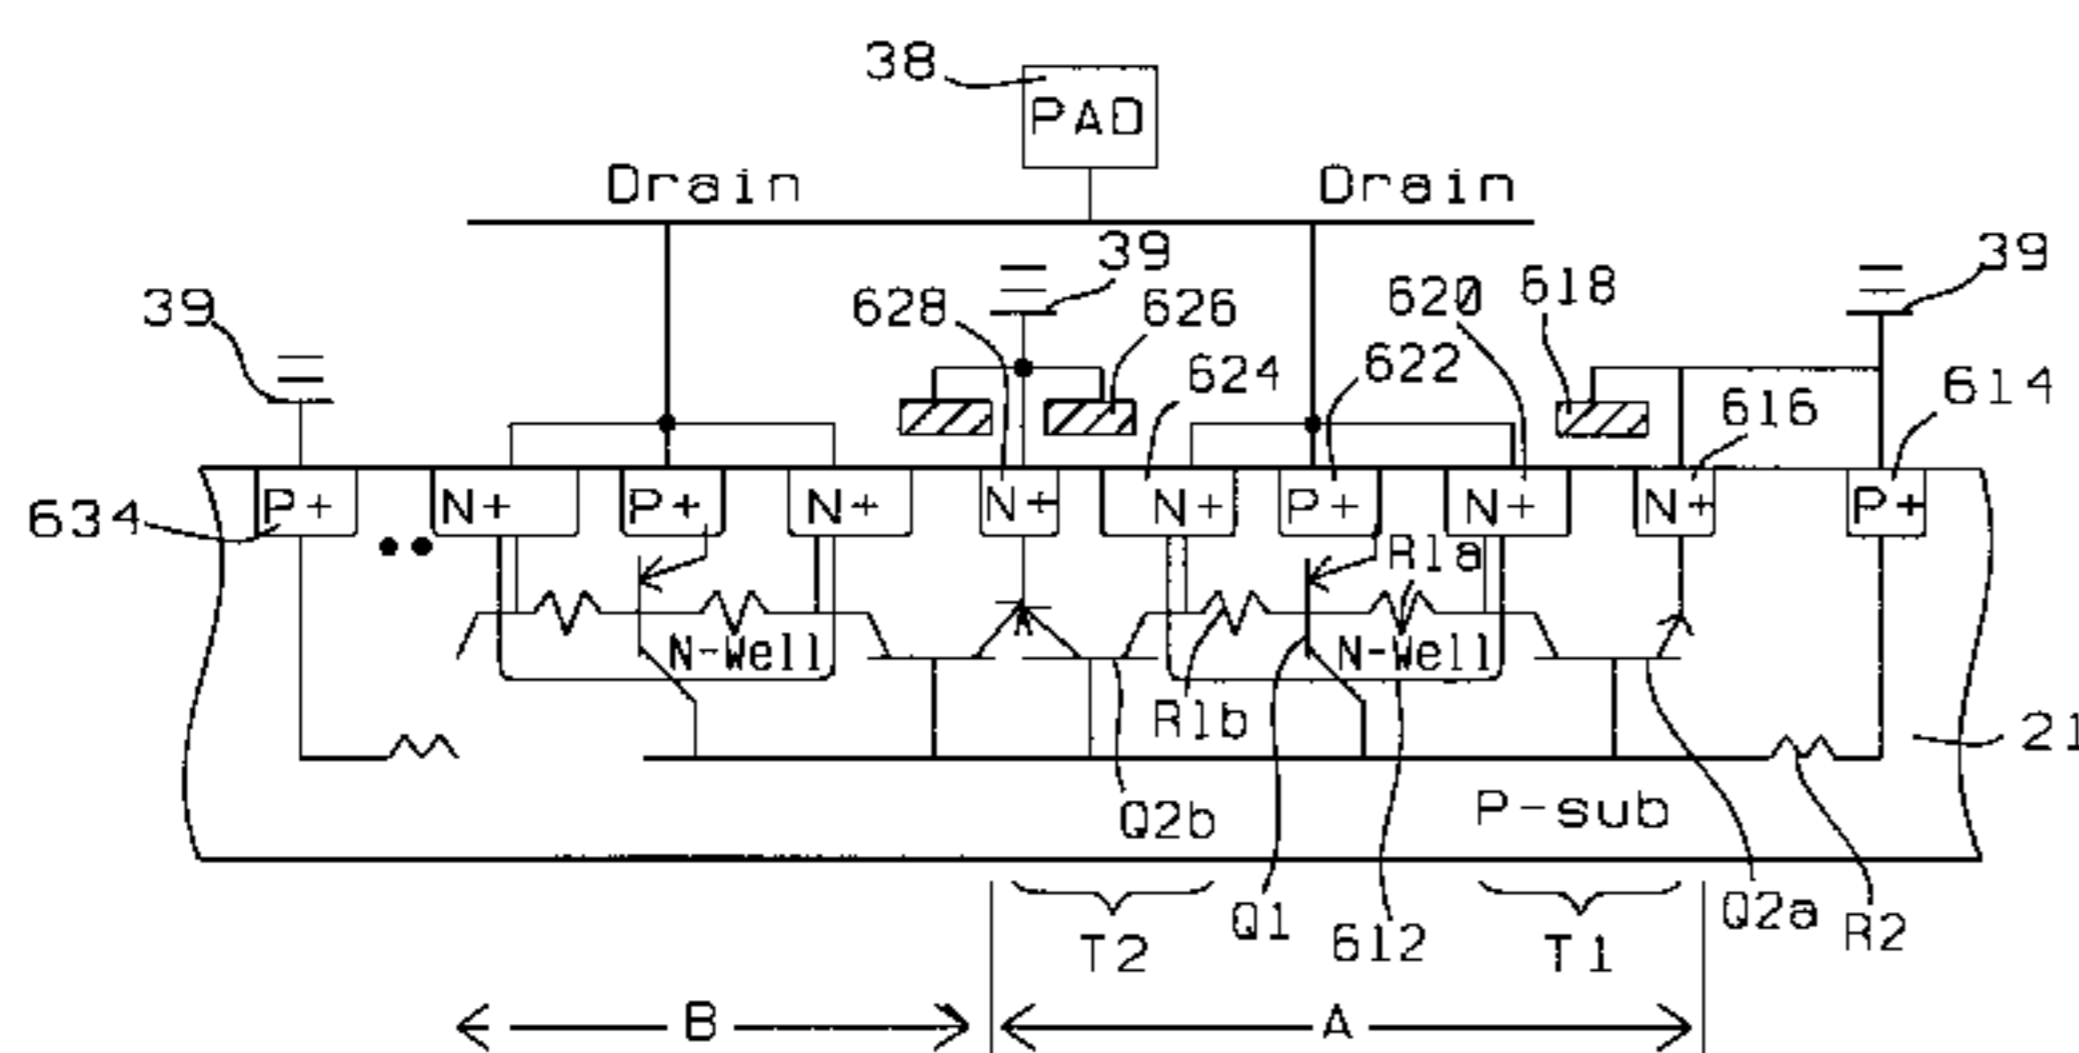 38
PAD
Drain
Drain
39
39
39
628
626
620
618
624
622
616
614
634
P+
N+
P+
N+
N+
N+
P+
N+
N+
P+
R1a
N-Well
N-Well
R1b
21
Q2b
P-sub
T2
Q1
612
T1
Q2a
R2
B
A